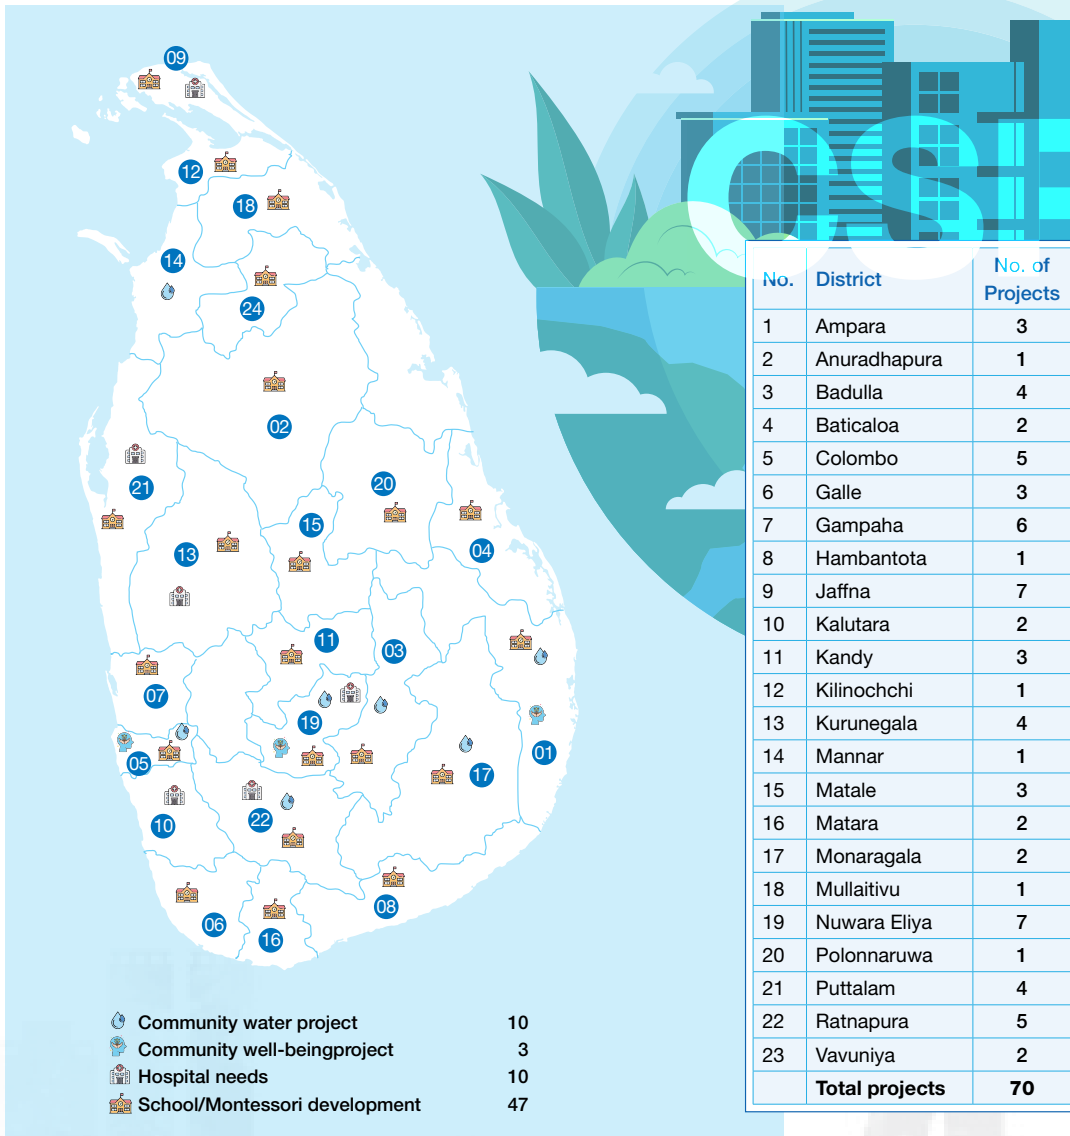 CSR
09
12
18
14
24
02
21
20
15
13
04
11
03
07
19
05
01
17
22
10
08
06
16
No. District No. of Projects
1 Ampara 3
2 Anuradhapura 1
3 Badulla 4
4 Baticaloa 2
5 Colombo 5
6 Galle 3
7 Gampaha 6
8 Hambantota 1
9 Jaffna 7
10 Kalutara 2
11 Kandy 3
12 Kilinochchi 1
13 Kurunegala 4
14 Mannar 1
15 Matale 3
16 Matara 2
17 Monaragala 2
18 Mullaitivu 1
19 Nuwara Eliya 7
20 Polonnaruwa 1
21 Puttalam 4
22 Ratnapura 5
23 Vavuniya 2
Total projects 70
Community water project 10
Community well-beingproject 3
Hospital needs 10
School/Montessori development 47